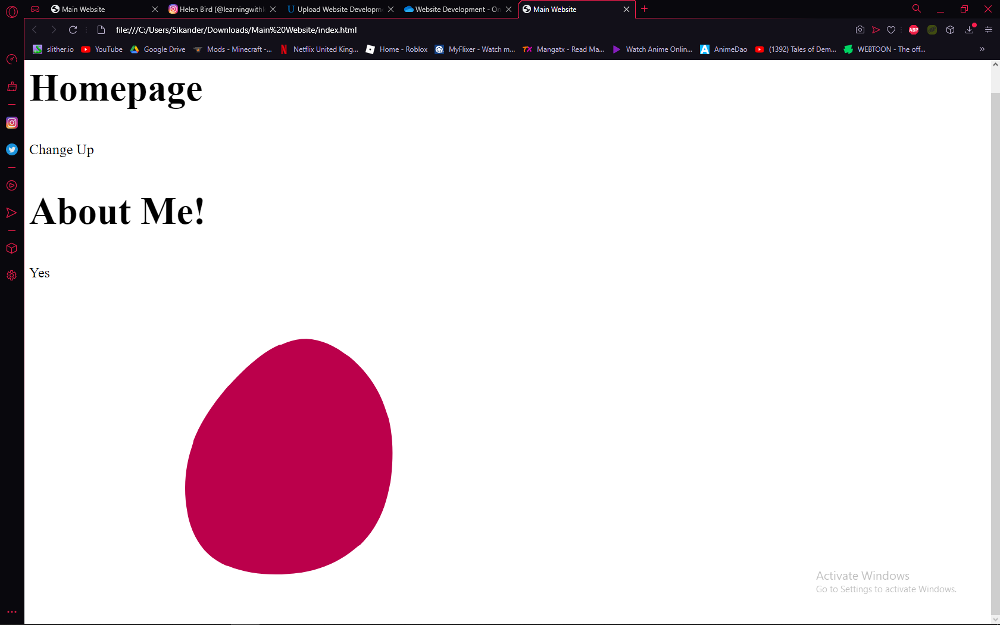 Main Website
Helen Bird (@learningwithl
Upload Website Developm
Website Development - On
Main Website
file:///C:/Users/Sikander/Downloads/Main%20Website/index.html
ABP
slither.io
YouTube
Google Drive
Mods - Minecraft -...
Netflix United King...
Home - Roblox
MyFlixer - Watch m...
Mangatx - Read Ma...
Watch Anime Onlin...
AnimeDao
(1392) Tales of Dem...
WEBTOON - The off...
Homepage
Change Up
About Me!
Yes
Activate Windows
Go to Settings to activate Windows.